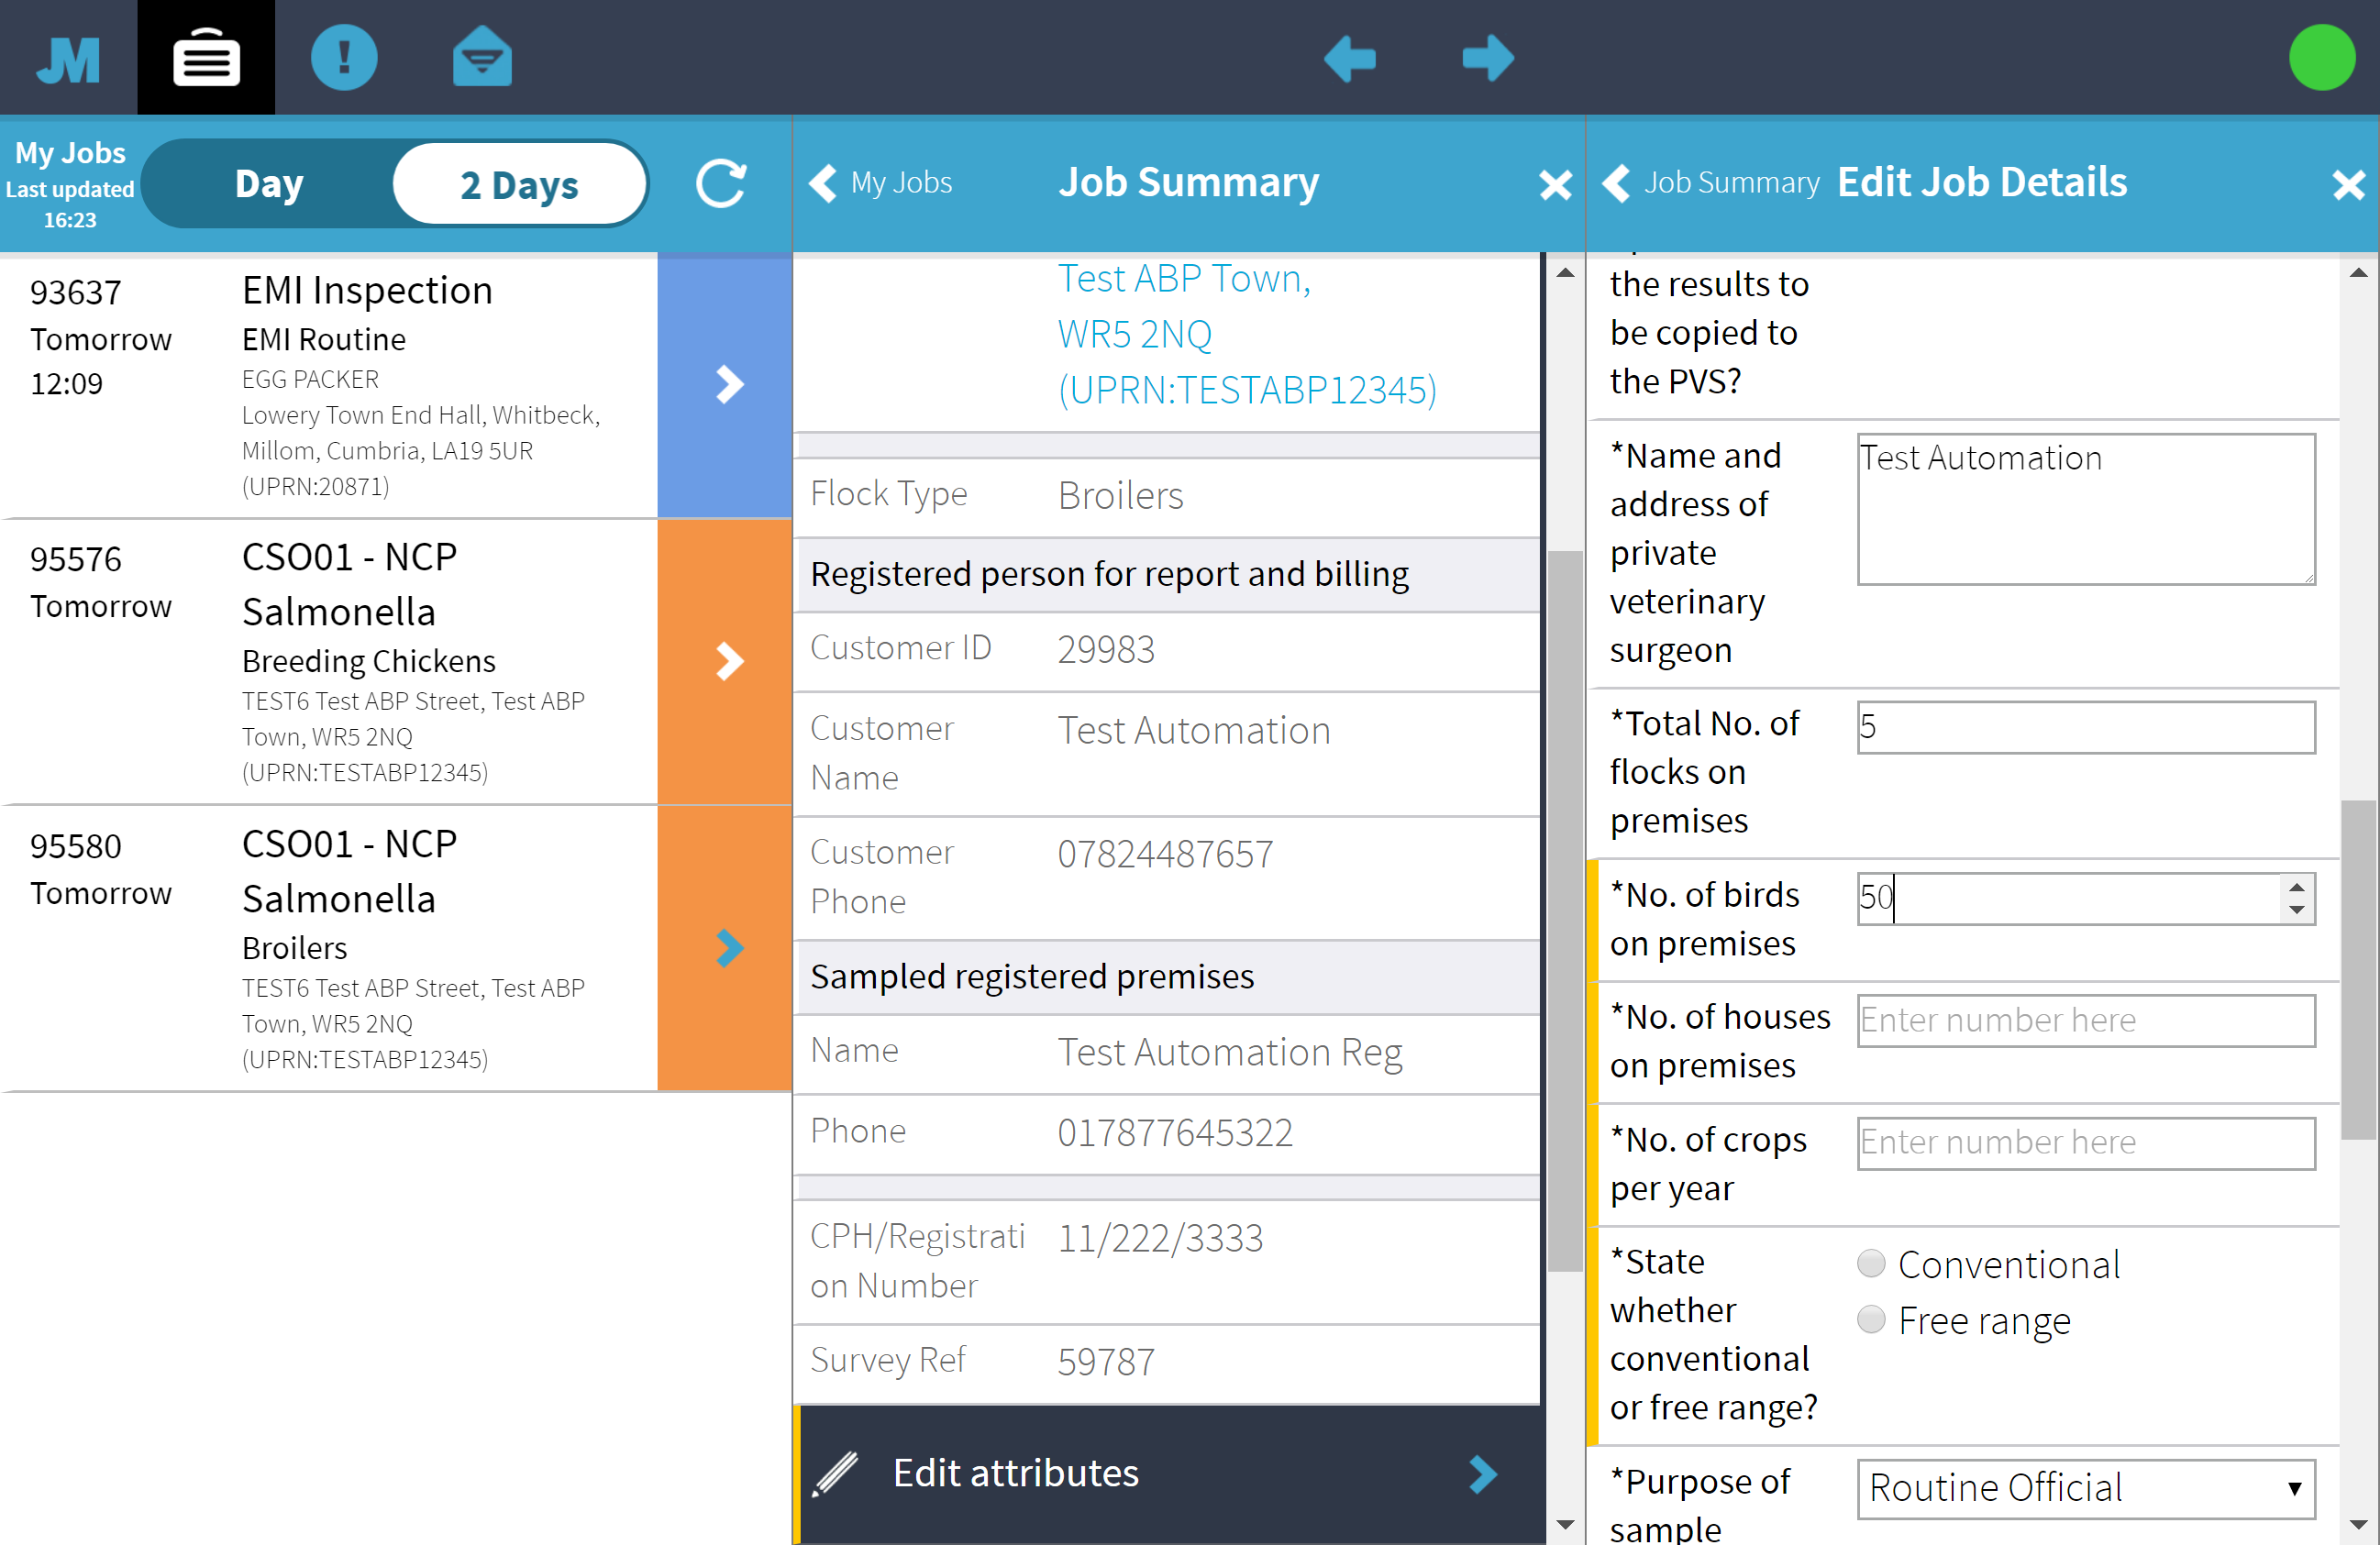 JM
My Jobs
Last updated
16:23
Day
2 Days
My Jobs
Job Summary
Job Summary
Edit Job Details
93637
Tomorrow
12:09
EMI Inspection
EMI Routine
EGG PACKER
Lowery Town End Hall, Whitbeck,
Millom, Cumbria, LA19 5UR
(UPRN:20871)
95576
Tomorrow
CSO01 - NCP
Salmonella
Breeding Chickens
TEST6 Test ABP Street, Test ABP
Town, WR5 2NQ
(UPRN:TESTABP12345)
95580
Tomorrow
CSO01 - NCP
Salmonella
Broilers
TEST6 Test ABP Street, Test ABP
Town, WR5 2NQ
(UPRN:TESTABP12345)
Test ABP Town,
WR5 2NQ
(UPRN:TESTABP12345)
Flock Type
Broilers
Registered person for report and billing
Customer ID
29983
Customer
Name
Test Automation
Customer
Phone
07824487657
Sampled registered premises
Name
Test Automation Reg
Phone
017877645322
CPH/Registrati
on Number
11/222/3333
Survey Ref
59787
Edit attributes
the results to
be copied to
the PVS?
*Name and
address of
private
veterinary
surgeon
Test Automation
*Total No. of
flocks on
premises
5
*No. of birds
on premises
50
*No. of houses
on premises
Enter number here
*No. of crops
per year
Enter number here
*State
whether
conventional
or free range?
Conventional
Free range
*Purpose of
sample
Routine Official